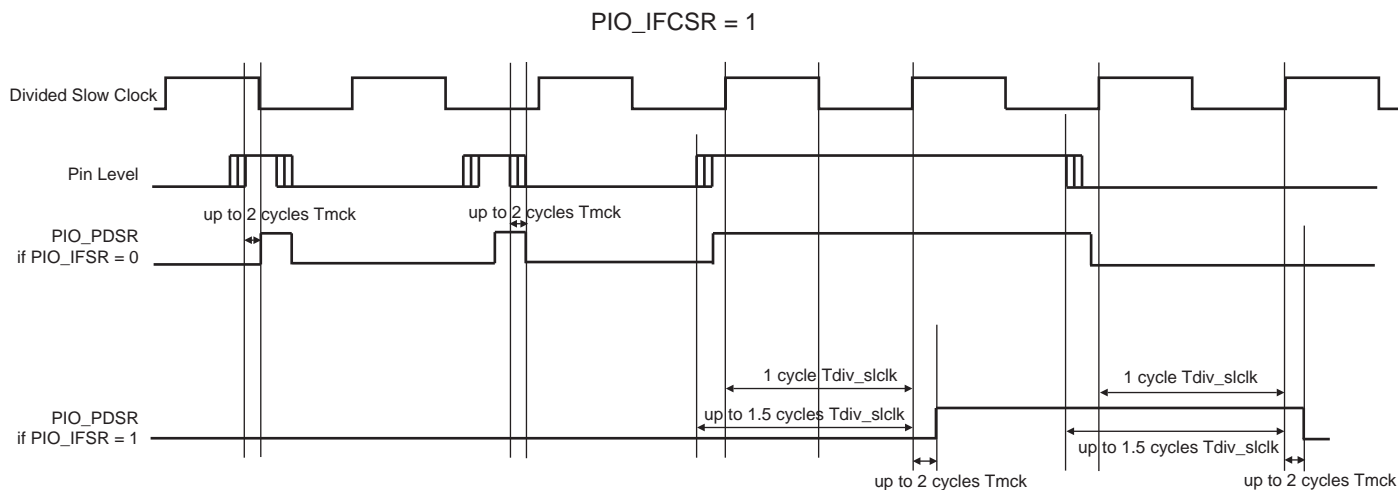 PIO_IFCSR = 1
Divided Slow Clock
Pin Level
up to 2 cycles Tmck
up to 2 cycles Tmck
PIO_PDSR
if PIO_IFSR = 0
1 cycle Tdiv_slclk
1 cycle Tdiv_slclk
PIO_PDSR
if PIO_IFSR = 1
up to 1.5 cycles Tdiv_slclk
up to 1.5 cycles Tdiv_slclk
up to 2 cycles Tmck
up to 2 cycles Tmck